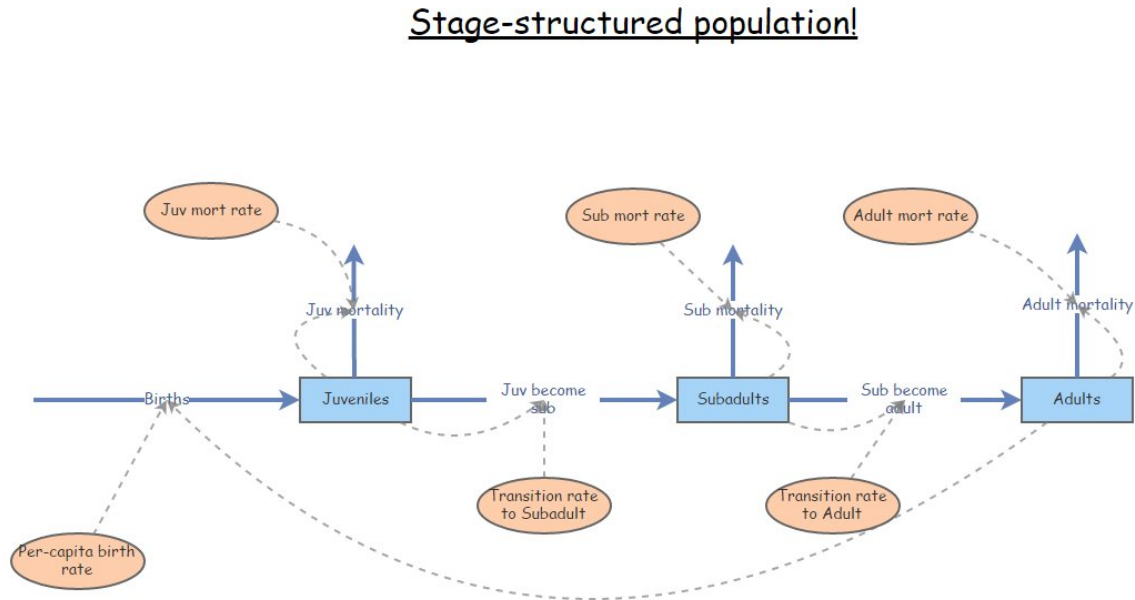 Stage-structured population!
Juv mort rate
Sub mort rate
Adult mort rate
Juv mortality
Sub mortality
Adult mortality
Births
Juveniles
Juv become
sub
Subadults
Sub become
adult
Adults
Transition rate
to Subadult
Transition rate
to Adult
Per-capita birth
rate